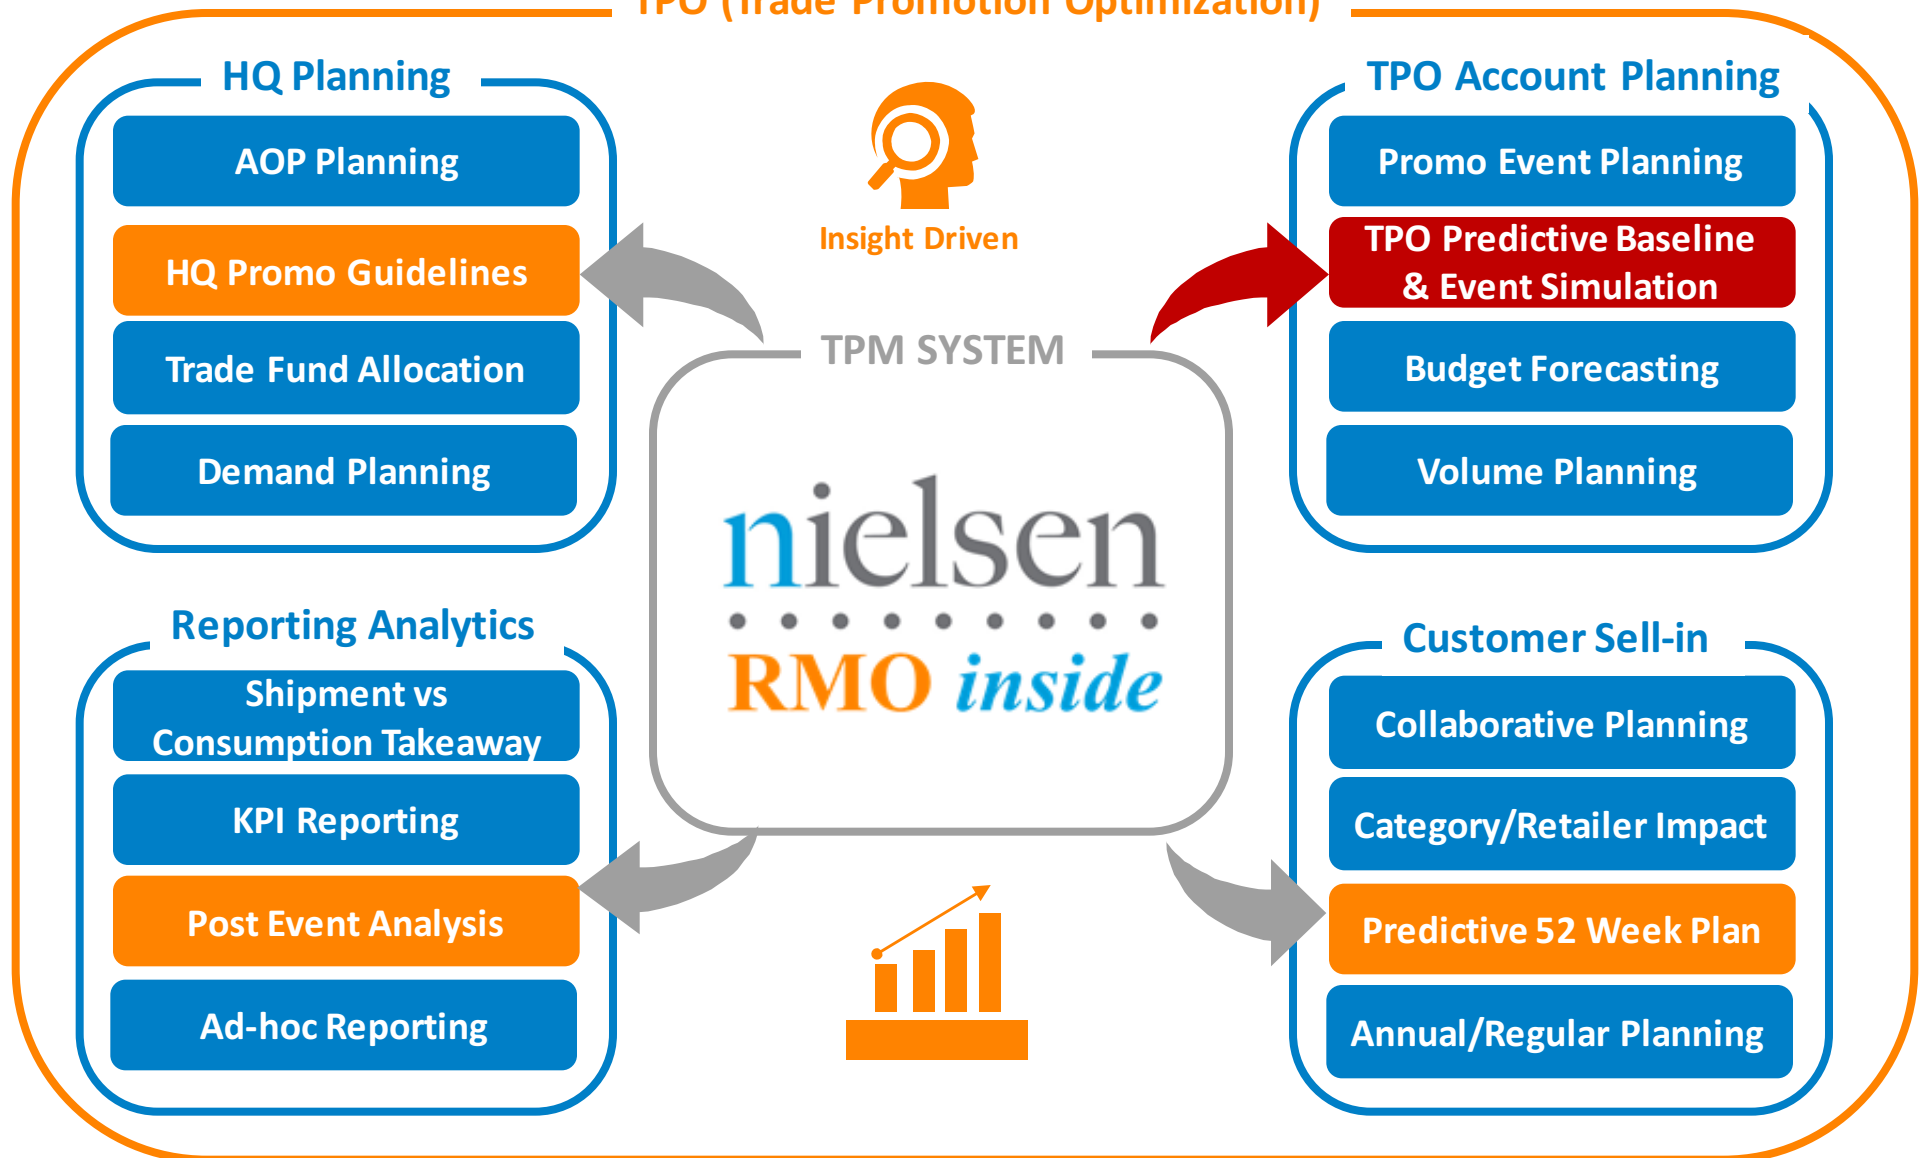 TPO (Trade Promotion Optimization)
HQ Planning
AOP Planning
HQ Promo Guidelines
Trade Fund Allocation
Demand Planning
Insight Driven
TPO Account Planning
Promo Event Planning
TPO Predictive Baseline
& Event Simulation
Budget Forecasting
Volume Planning
TPM SYSTEM
nielsen
RMO inside
Reporting Analytics
Shipment vs
Consumption Takeaway
KPI Reporting
Post Event Analysis
Ad-hoc Reporting
Customer Sell-in
Collaborative Planning
Category/Retailer Impact
Predictive 52 Week Plan
Annual/Regular Planning